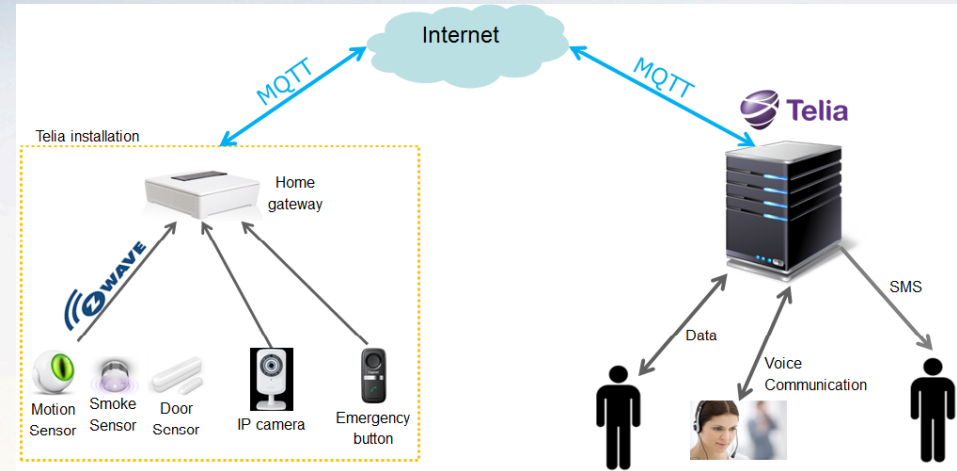 Internet
MQTT
MQTT
Telia
Telia installation
Home
gateway
Z WAVE
SMS
Data
Voice
Communication
Motion
Sensor
Smoke
Sensor
Door
Sensor
IP camera
Emergency
button